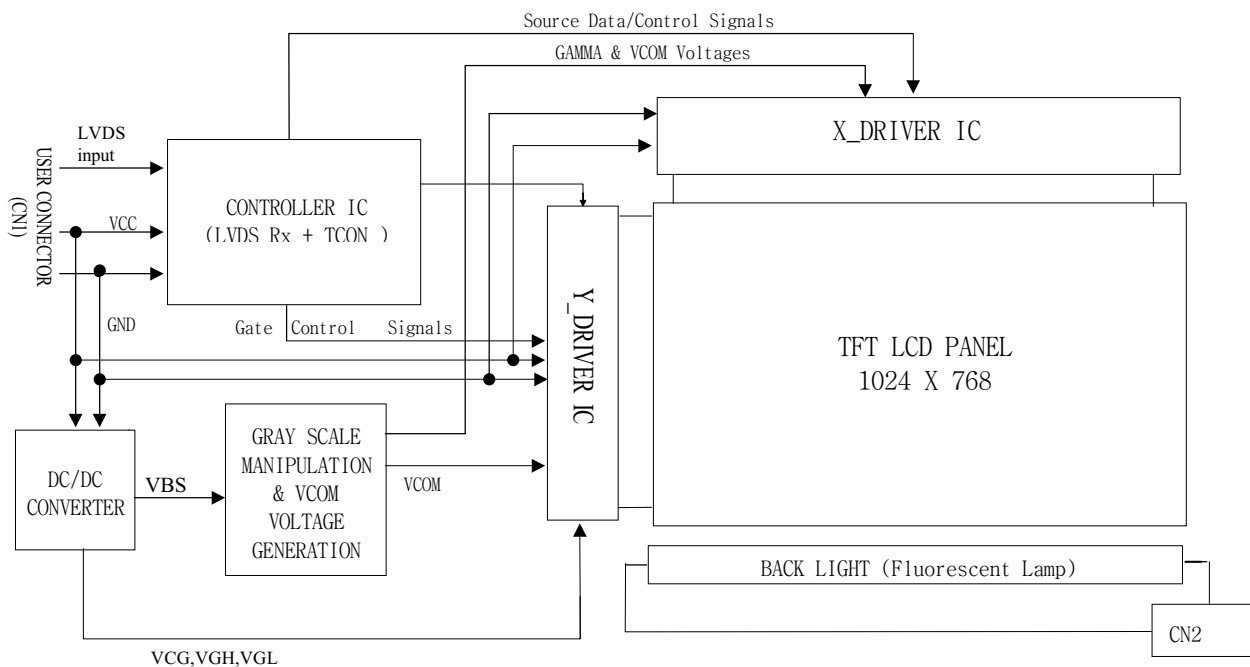 Source Data/Control Signals
GAMMA & VCOM Voltages
X_DRIVER IC
LVDS
input
USER CONNECTOR
(CN1)
VCC
GND
CONTROLLER IC
(LVDS Rx + TCON )
Gate Control Signals
Y_DRIVER IC
TFT LCD PANEL
1024 X 768
DC/DC
CONVERTER
VBS
GRAY SCALE
MANIPULATION
& VCOM
VOLTAGE
GENERATION
VCOM
BACK LIGHT (Fluorescent Lamp)
CN2
VCG,VGH,VGL